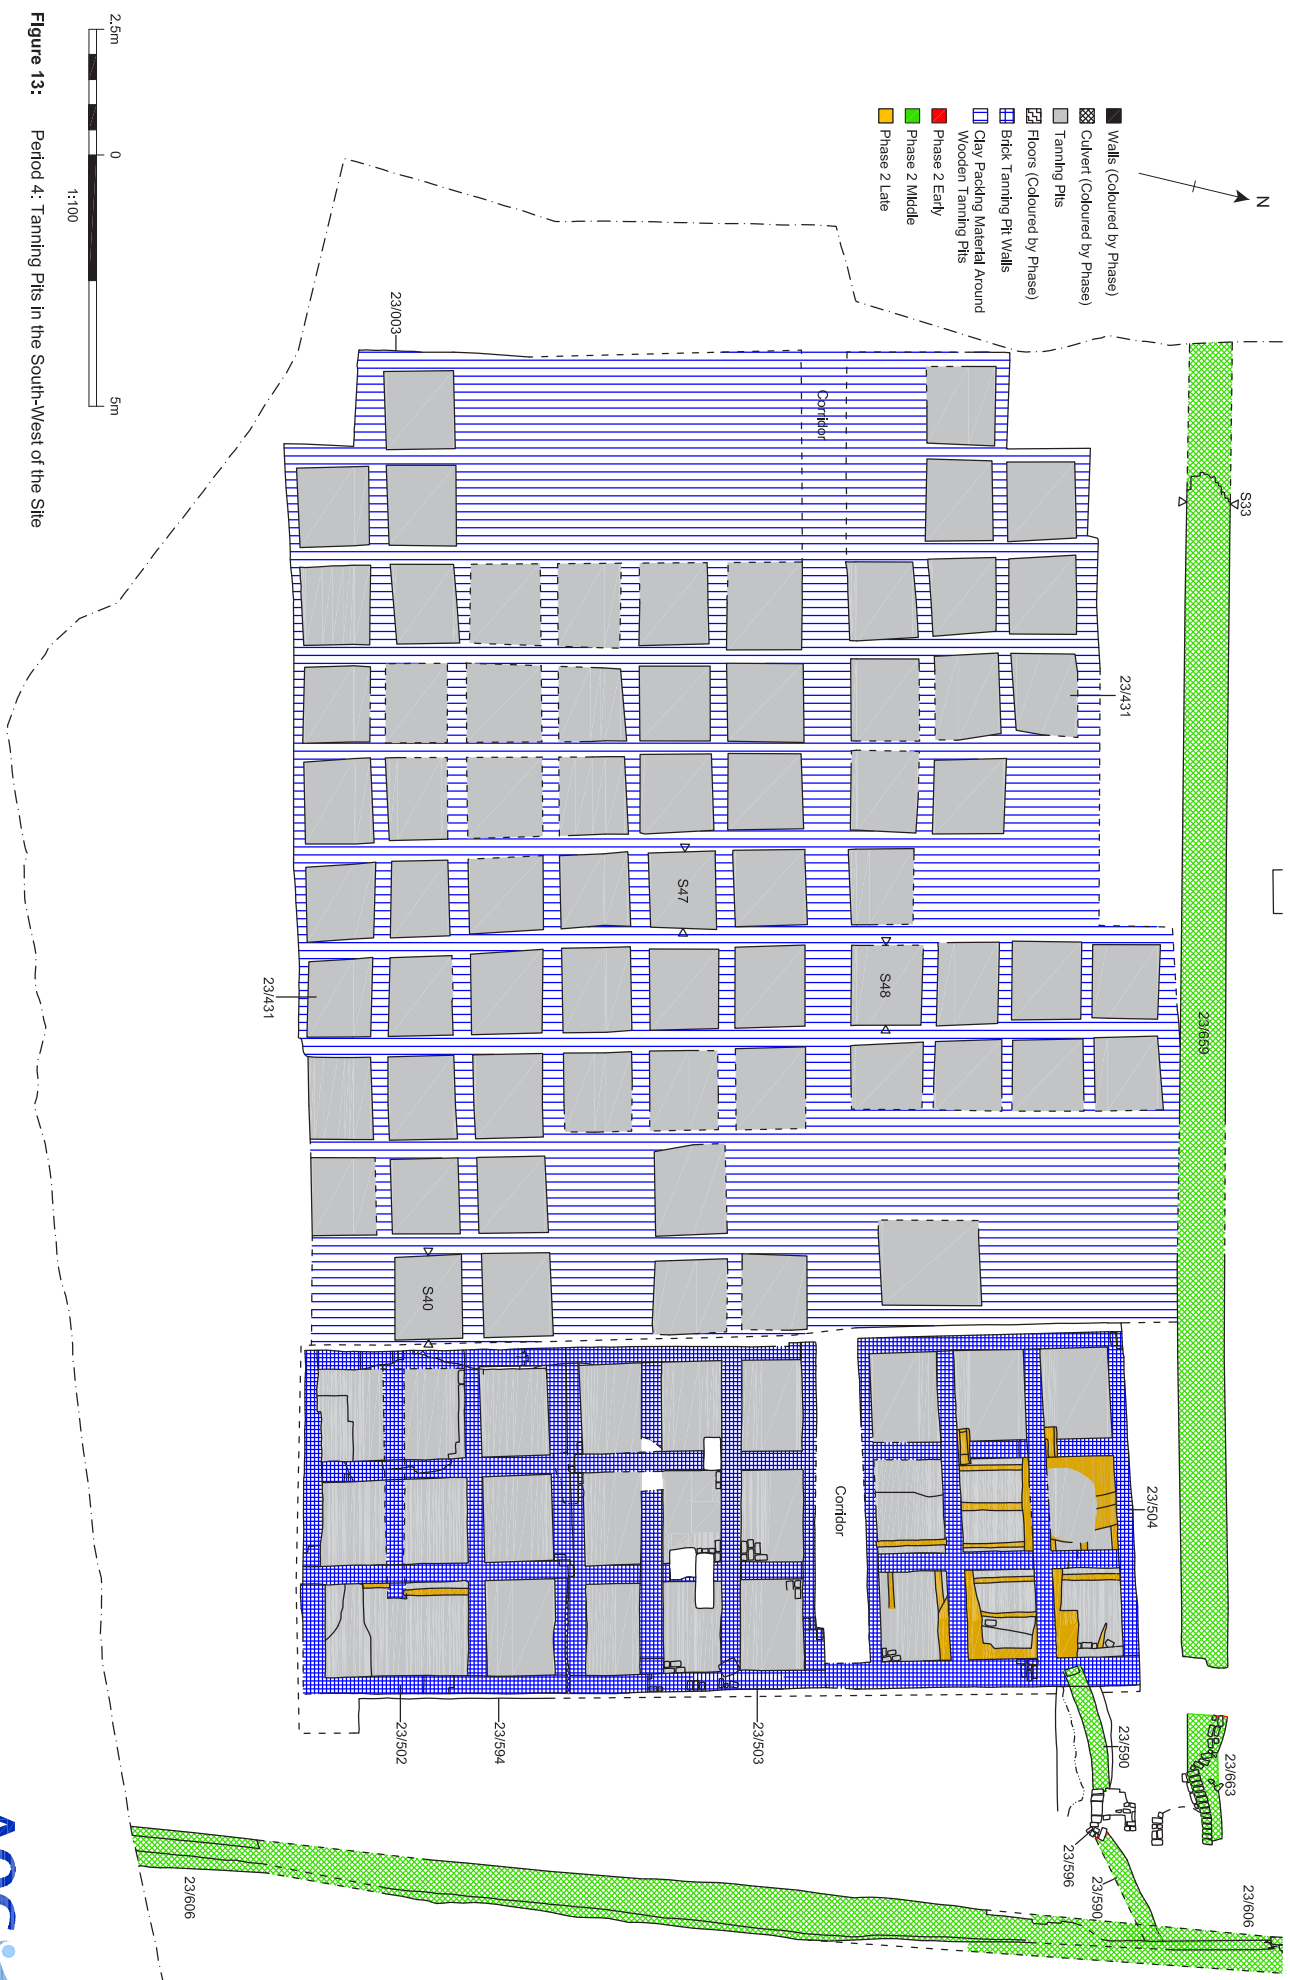 N
Walls (Coloured by Phase)
Culvert (Coloured by Phase)
Tanning Pits
Floors (Coloured by Phase)
Brick Tanning Pit Walls
Clay Packing Material Around
Wooden Tanning Pits
Phase 2 Early
Phase 2 Middle
Phase 2 Late
S33
23/003
Corridor
23/431
S47
S48
23/431
23/659
S40
Corridor
23/504
23/502
23/594
23/503
23/590
23/663
23/596
23/590
23/606
23/606
2.5m
0
5m
1:100
Figure 13: Period 4: Tanning Pits in the South-West of the Site
AOC